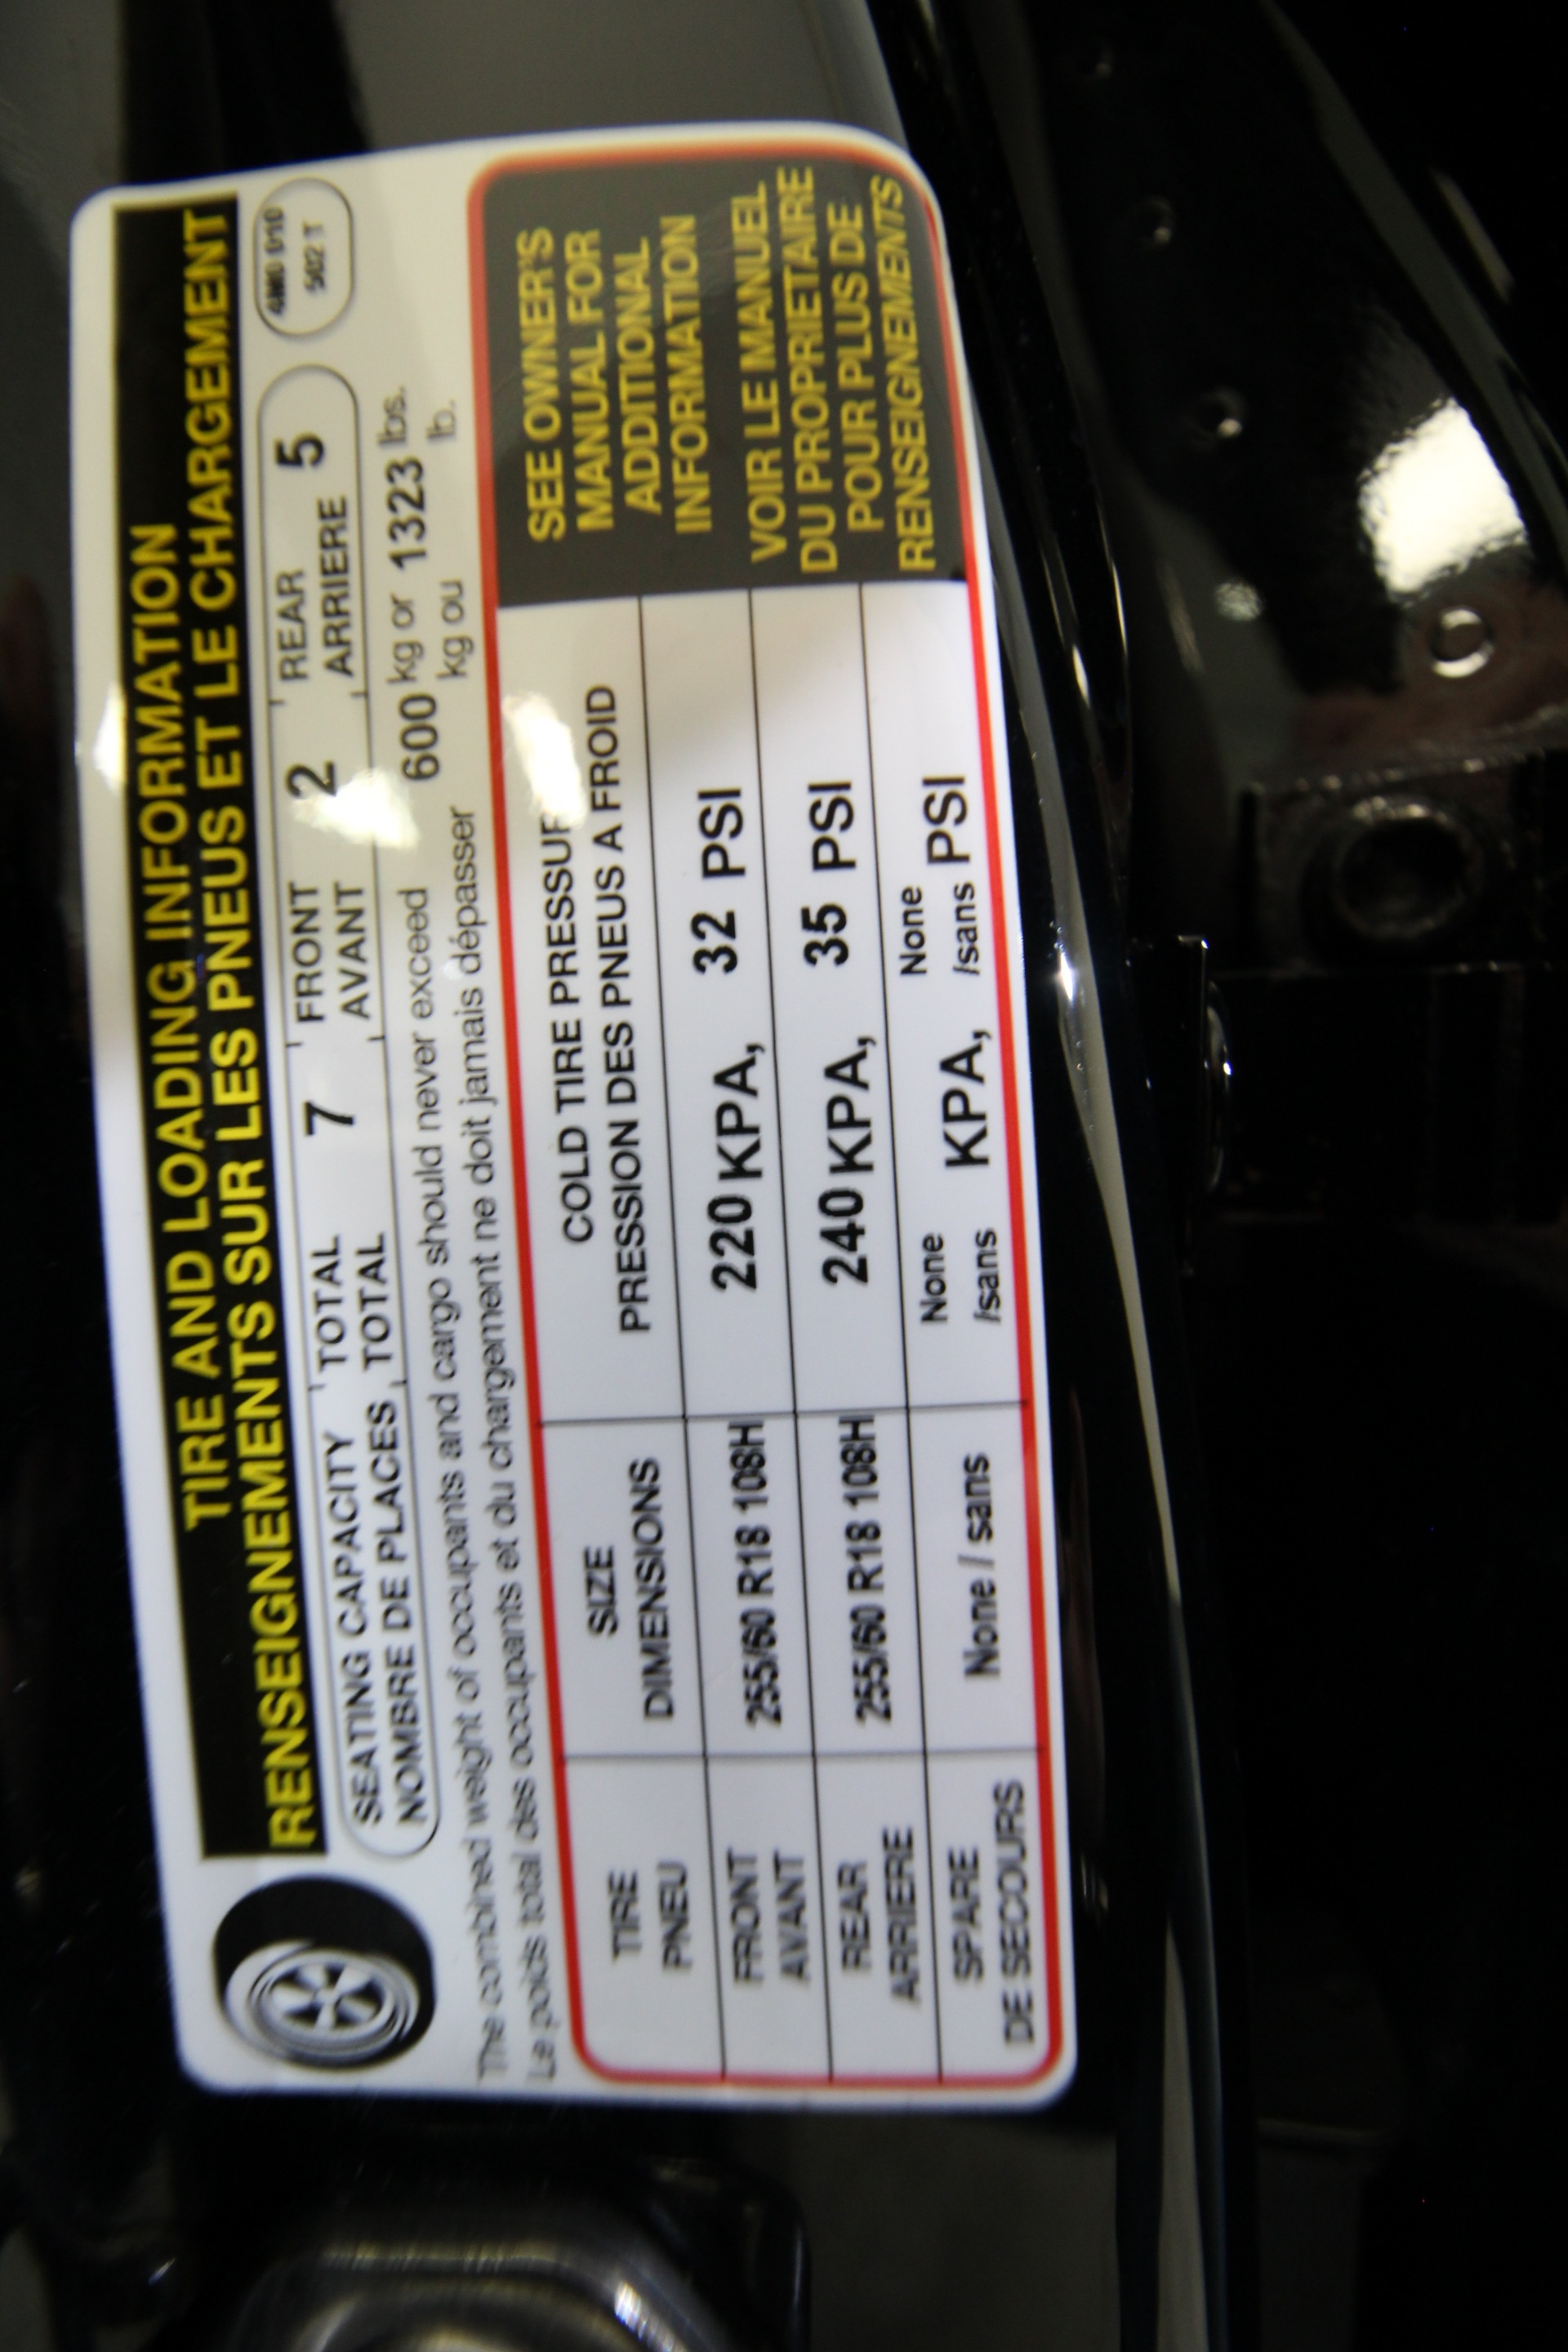 TIRE AND LOADING INFORMATION
RENSEIGNEMENTS SUR LES PNEUS ET LE CHARGEMENT
SEATING CAPACITY TOTAL 7 FRONT 2 REAR 5
NOMBRE DE PLACES TOTAL AVANT ARRIERE
502 T
The combined weight of occupants and cargo should never exceed 600 kg or 1323 lbs.
Le poids total des occupants et du chargement ne doit jamais dépasser kg ou lb.
TIRE SIZE COLD TIRE PRESSUR
PNEU DIMENSIONS PRESSION DES PNEUS A FROID
FRONT 255/60 R18 108H 220 KPA, 32 PSI
AVANT
REAR 255/60 R18 108H 240 KPA, 35 PSI
ARRIERE
SPARE None / sans None KPA, None PSI
DE SECOURS /sans /sans
SEE OWNER'S
MANUAL FOR
ADDITIONAL
INFORMATION
VOIR LE MANUEL
DU PROPRIETAIRE
POUR PLUS DE
RENSEIGNEMENTS